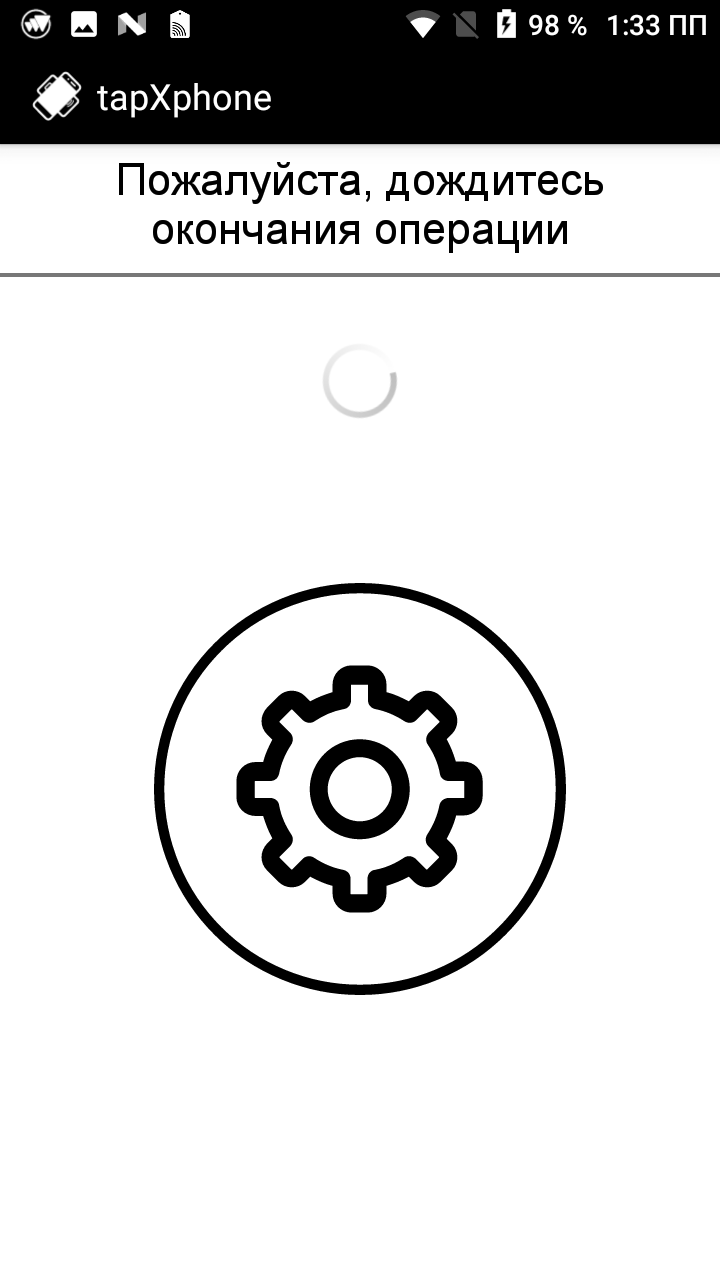 98 % 1:33 ПП
tapXphone
Пожалуйста, дождитесь
окончания операции